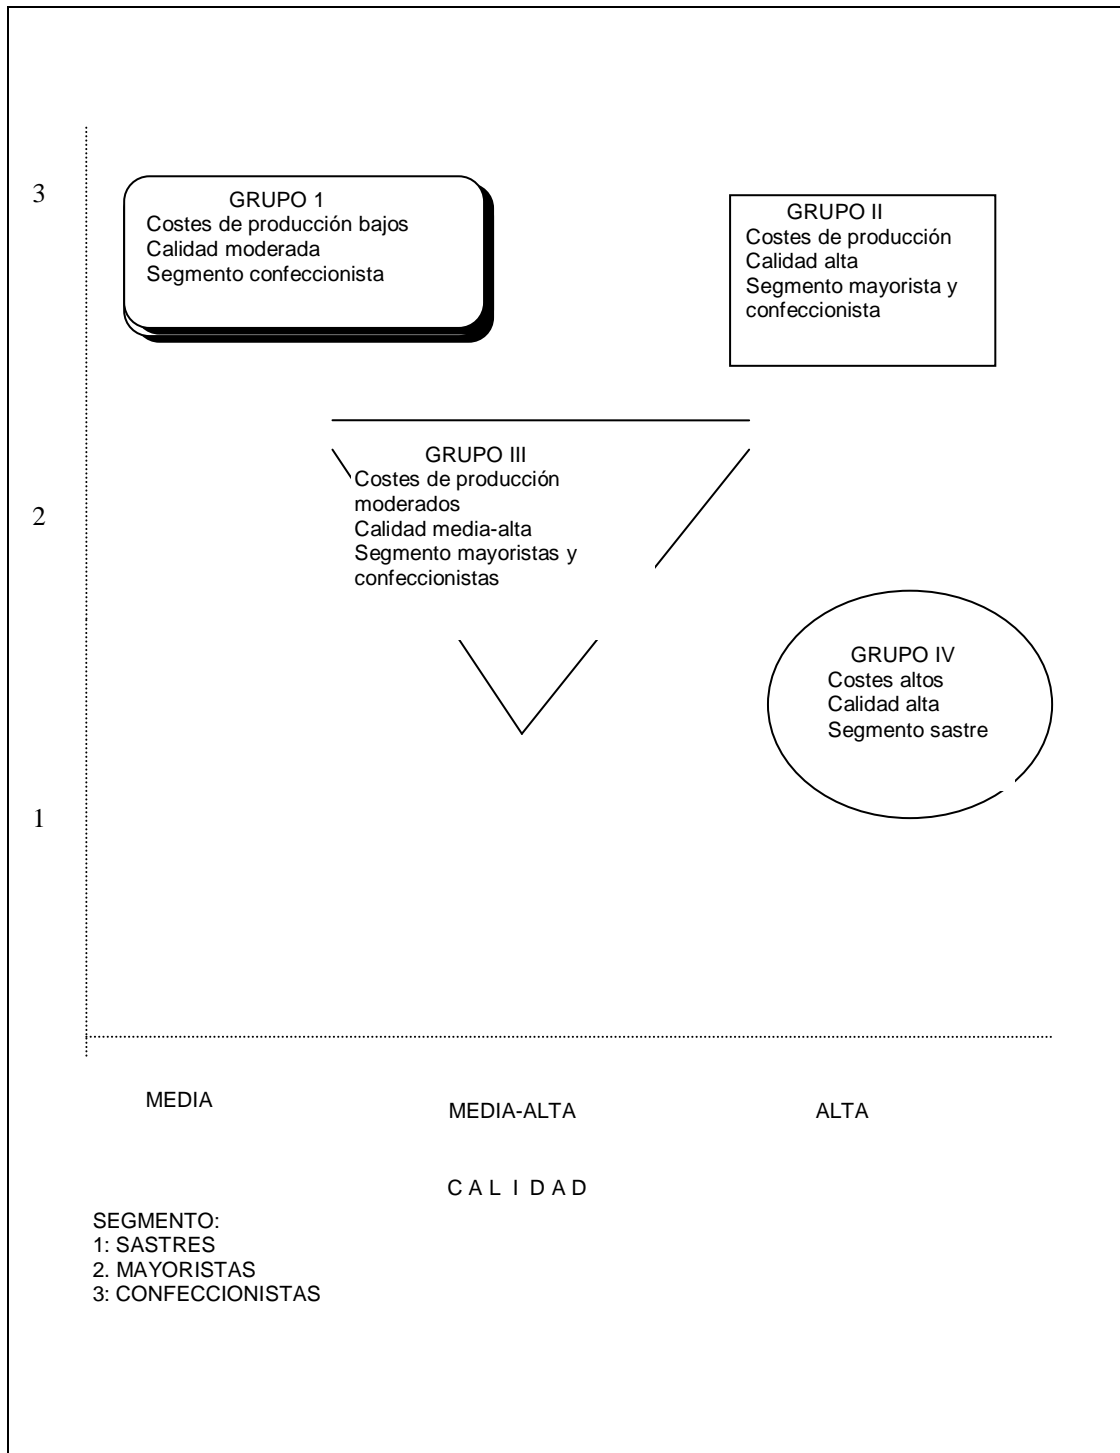 3
GRUPO 1
Costes de producción bajos
Calidad moderada
Segmento confeccionista
GRUPO II
Costes de producción
Calidad alta
Segmento mayorista y
confeccionista
GRUPO III
Costes de producción
moderados
Calidad media-alta
Segmento mayoristas y
confeccionistas
2
GRUPO IV
Costes altos
Calidad alta
Segmento sastre
1
MEDIA
MEDIA-ALTA
ALTA
C A L I D A D
SEGMENTO:
1: SASTRES
2. MAYORISTAS
3: CONFECCIONISTAS